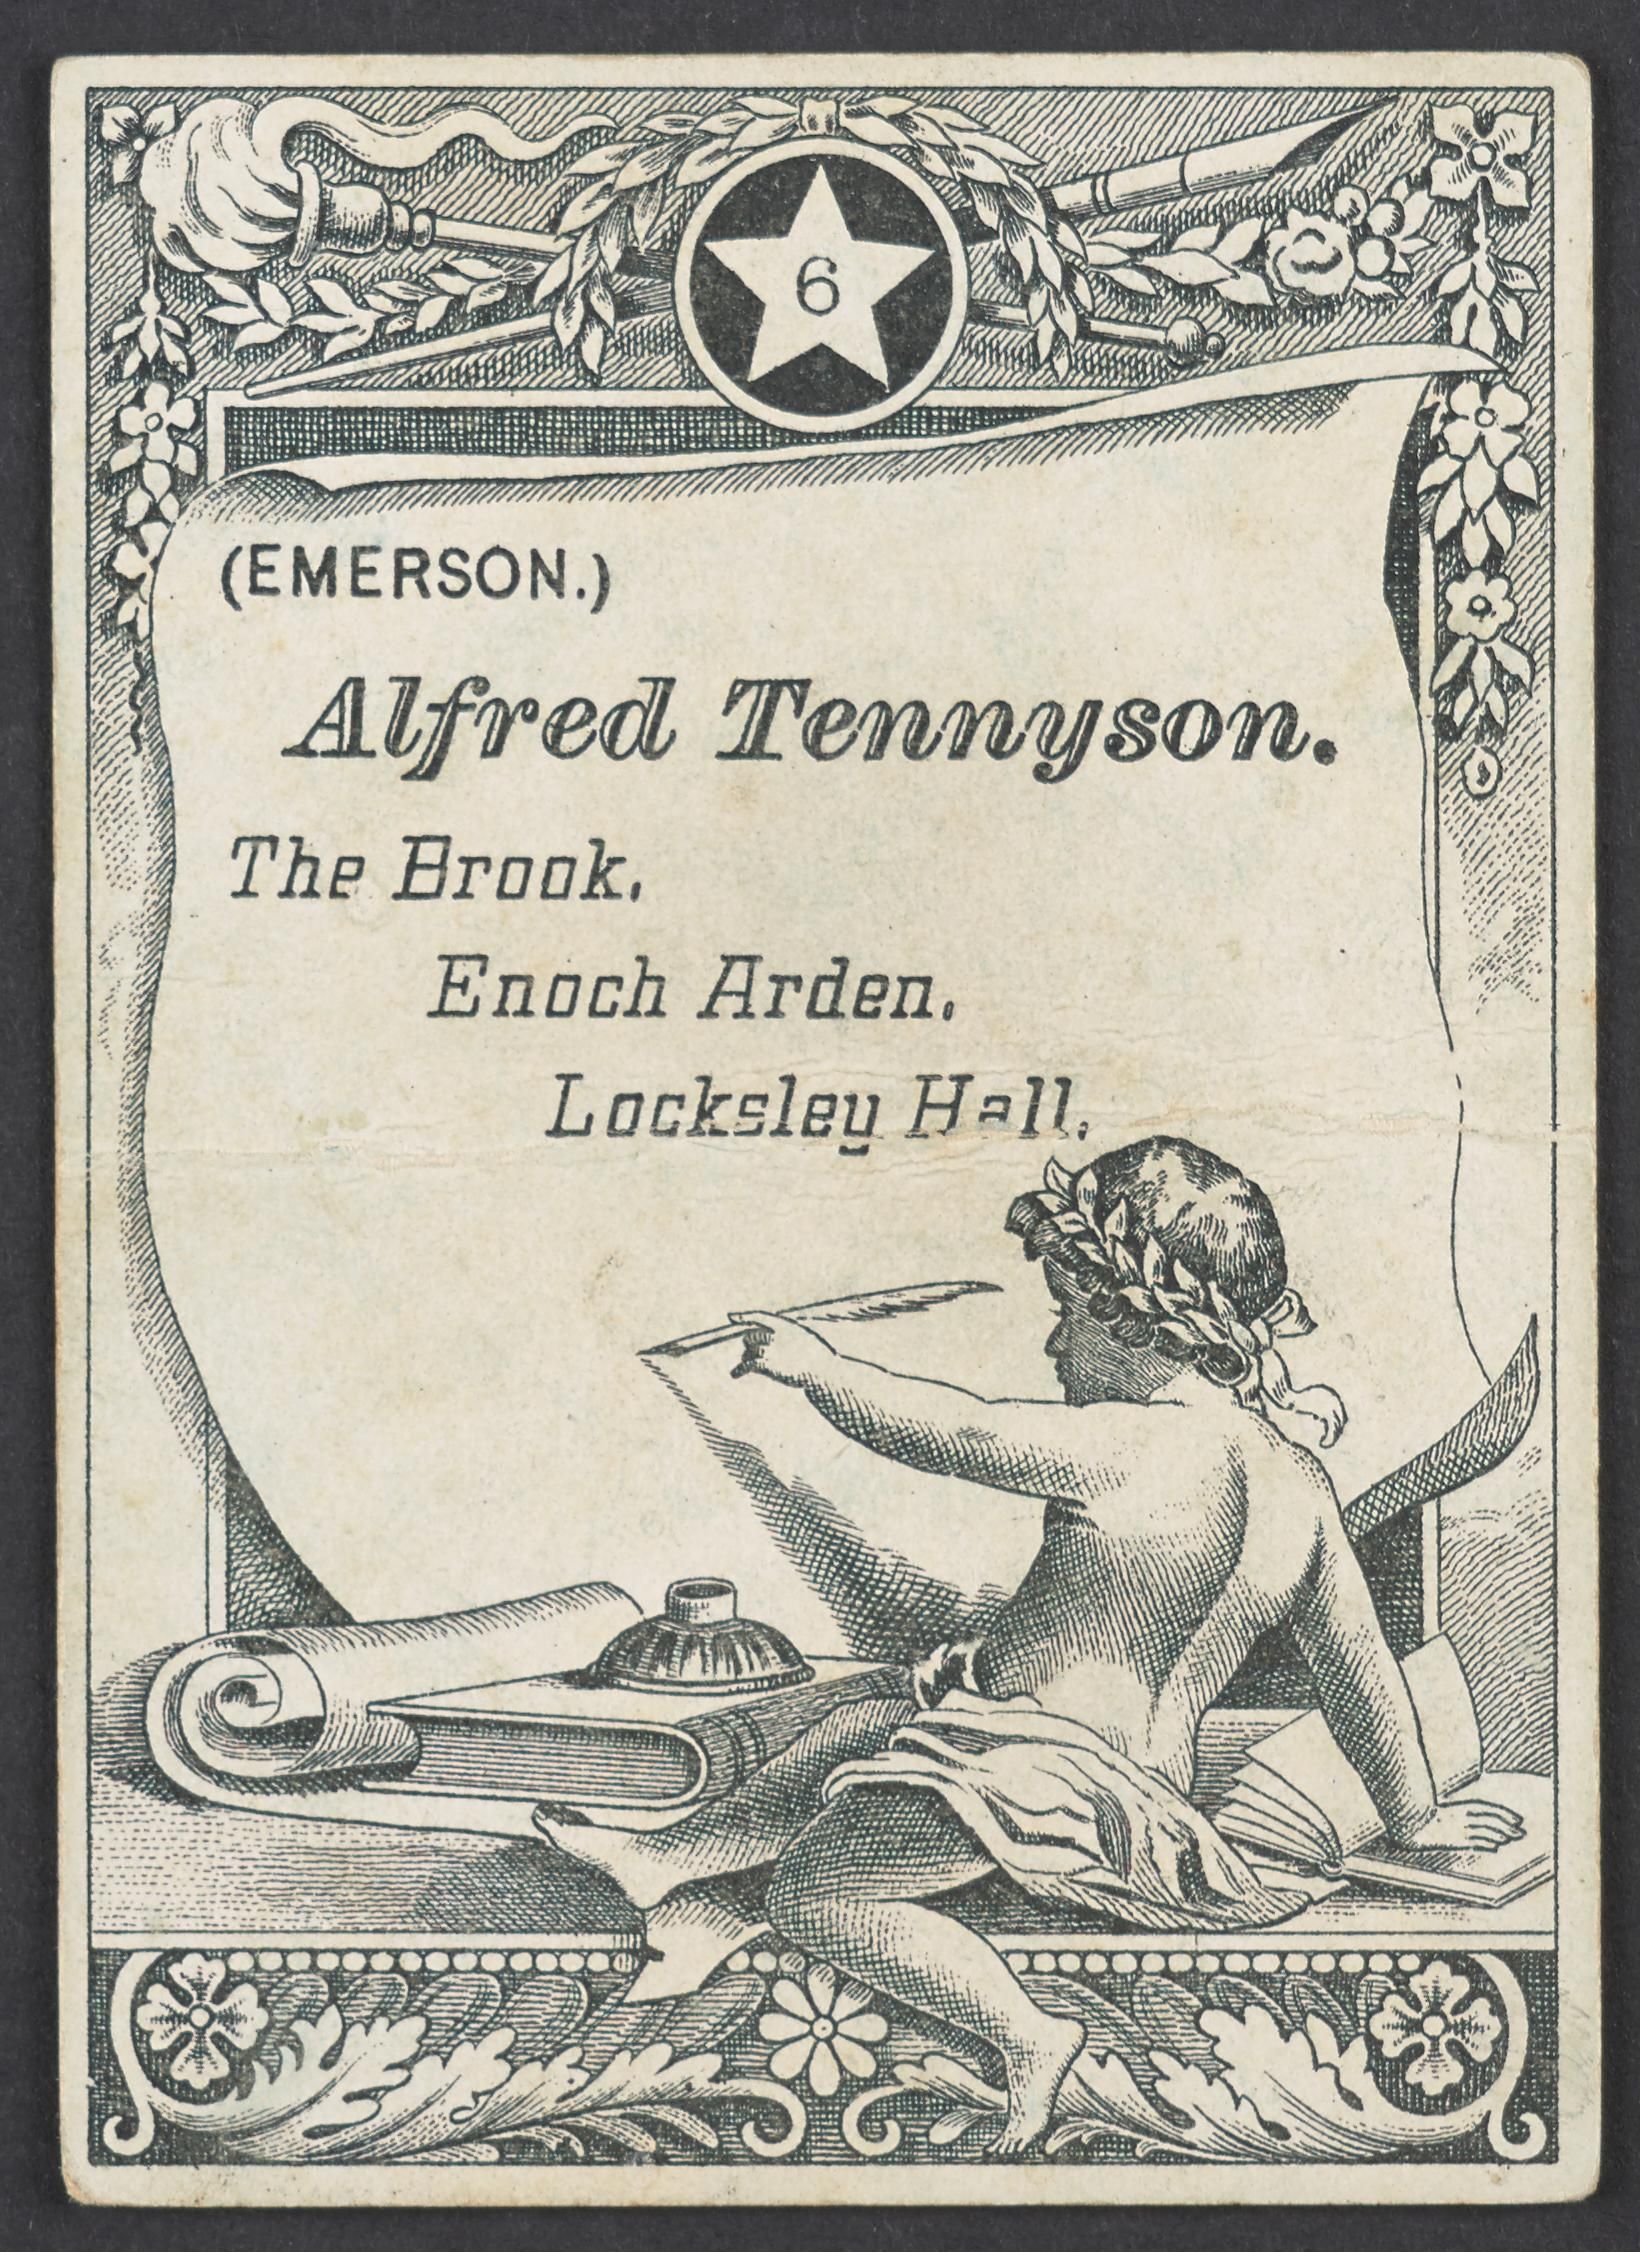 6
(EMERSON.)
Alfred Tennyson.
The Brook.
Enoch Arden.
Locksley Hall.